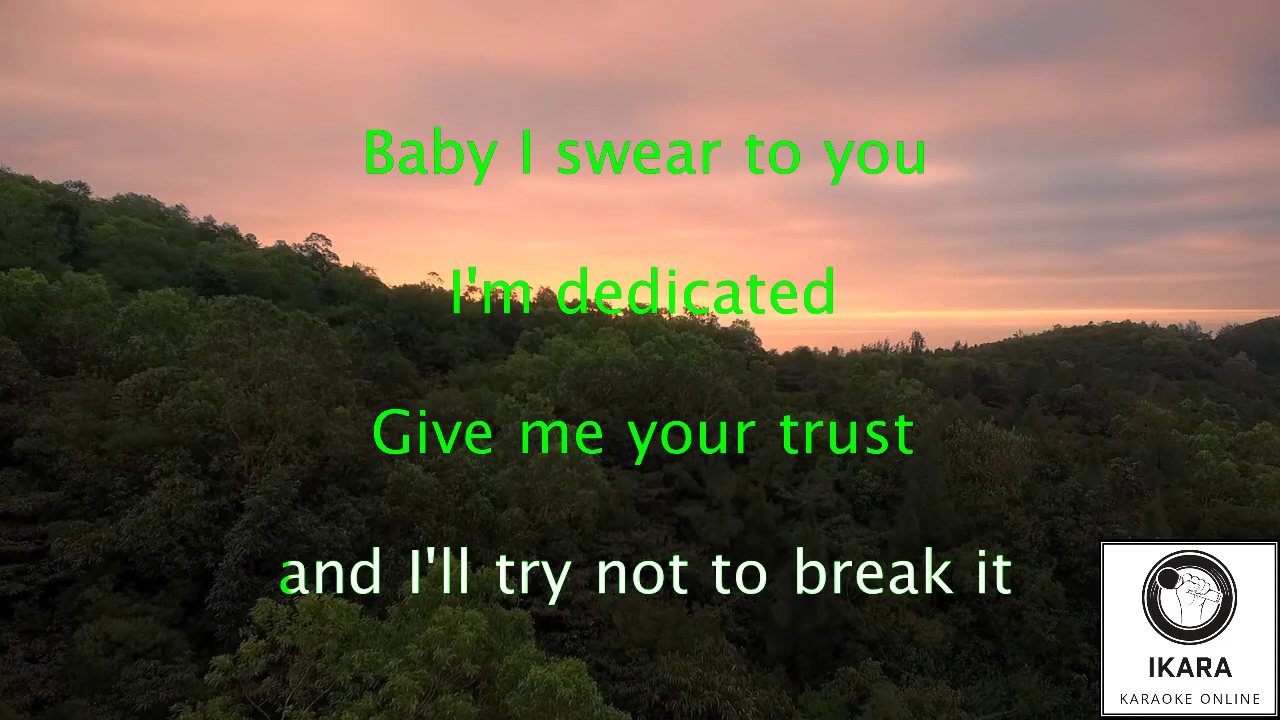 Baby I swear to you
I'm dedicated
Give me your trust
and I'll try not to break it
IKARA
KARAOKE ONLINE